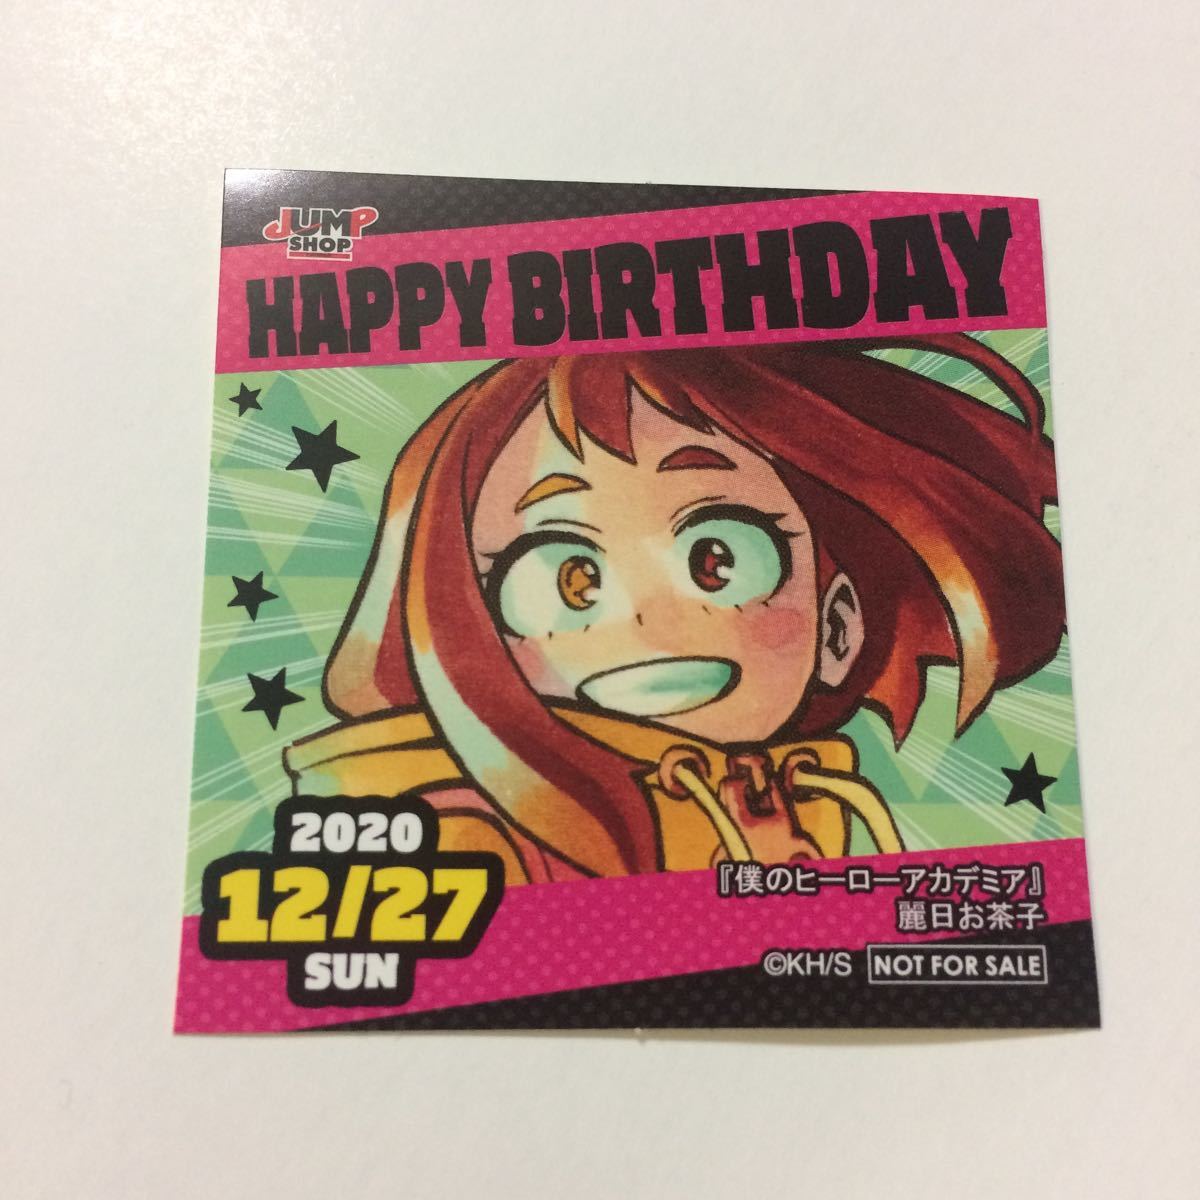 JUMP
SHOP
HAPPY BIRTHDAY
2020
12/27
SUN
『僕のヒーローアカデミア』
麗日お茶子
©KH/S NOT FOR SALE